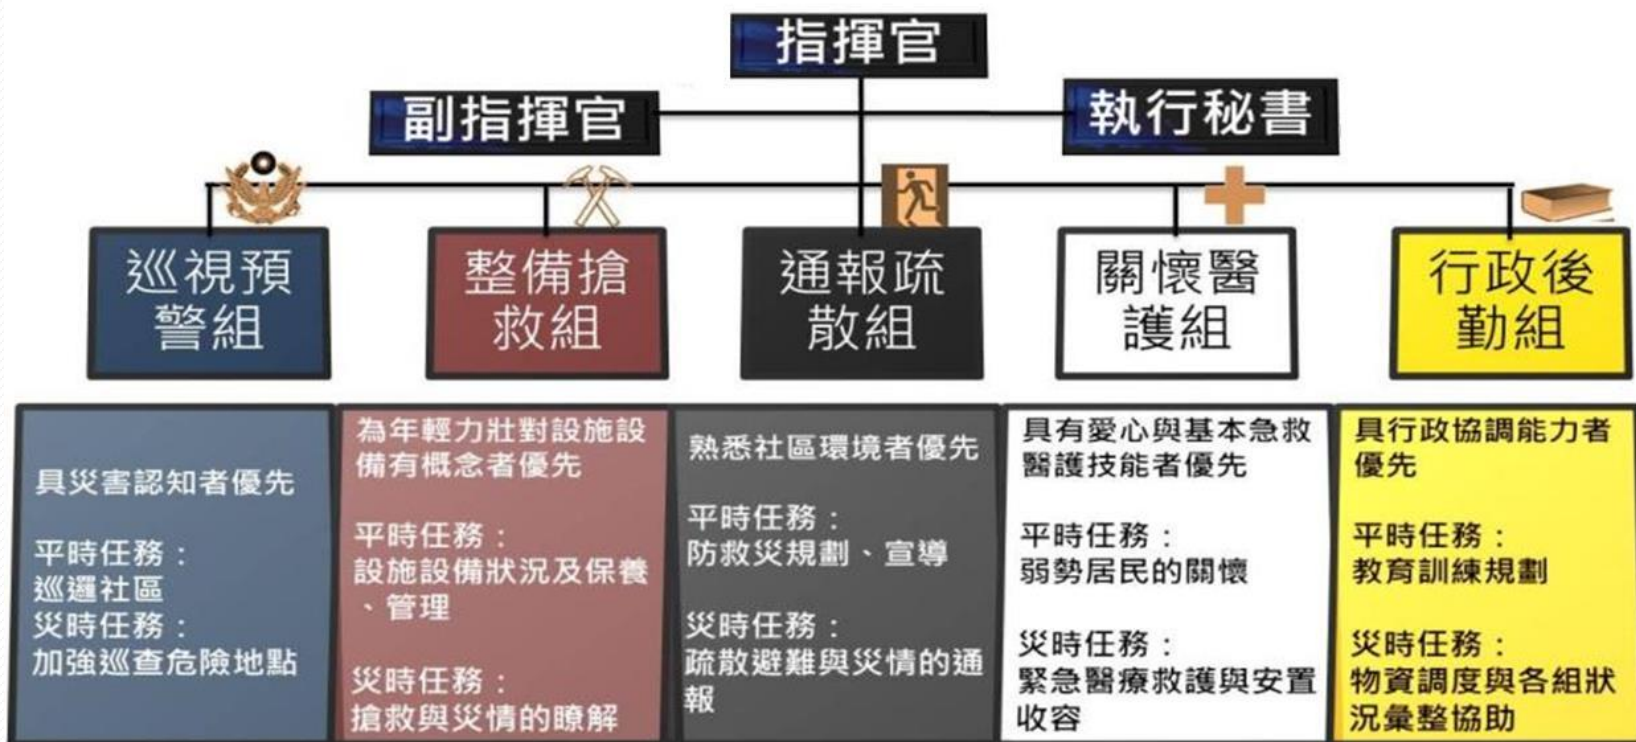 指揮官
副指揮官
執行秘書
巡視預
警組
整備搶
救組
通報疏
散組
關懷醫
護組
行政後
勤組
具災害認知者優先
平時任務：
巡邏社區
災時任務：
加強巡查危險地點
為年輕力壯對設施設
備有概念者優先
平時任務：
設施設備狀況及保養
、管理
災時任務：
搶救與災情的瞭解
熟悉社區環境者優先
平時任務：
防救災規劃、宣導
災時任務：
疏散避難與災情的通
報
具有愛心與基本急救
醫護技能者優先
平時任務：
弱勢居民的關懷
災時任務：
緊急醫療救護與安置
收容
具行政協調能力者
優先
平時任務：
教育訓練規劃
災時任務：
物資調度與各組狀
況彙整協助